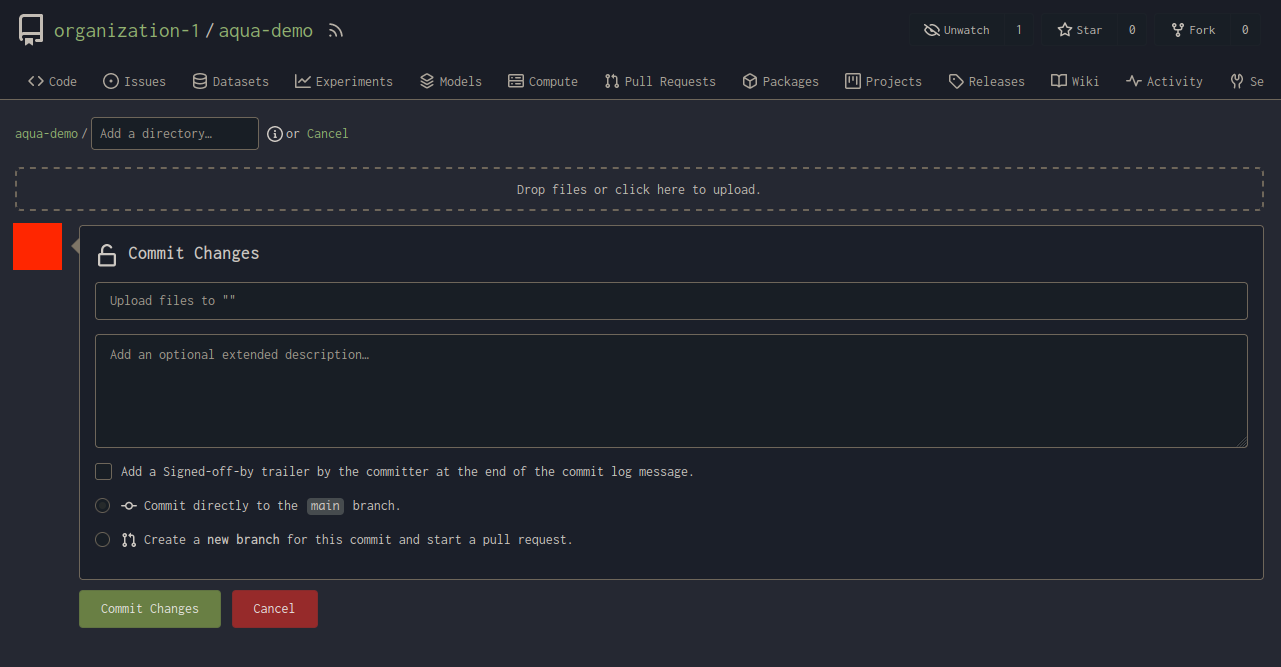 organization-1 / aqua-demo Unwatch 1 Star 0 Fork 0
Code Issues Datasets Experiments Models Compute Pull Requests Packages Projects Releases Wiki Activity Se
aqua-demo / Add a directory… or Cancel
Drop files or click here to upload.
Commit Changes
Upload files to ""
Add an optional extended description…
Add a Signed-off-by trailer by the committer at the end of the commit log message.
Commit directly to the main branch.
Create a new branch for this commit and start a pull request.
Commit Changes Cancel